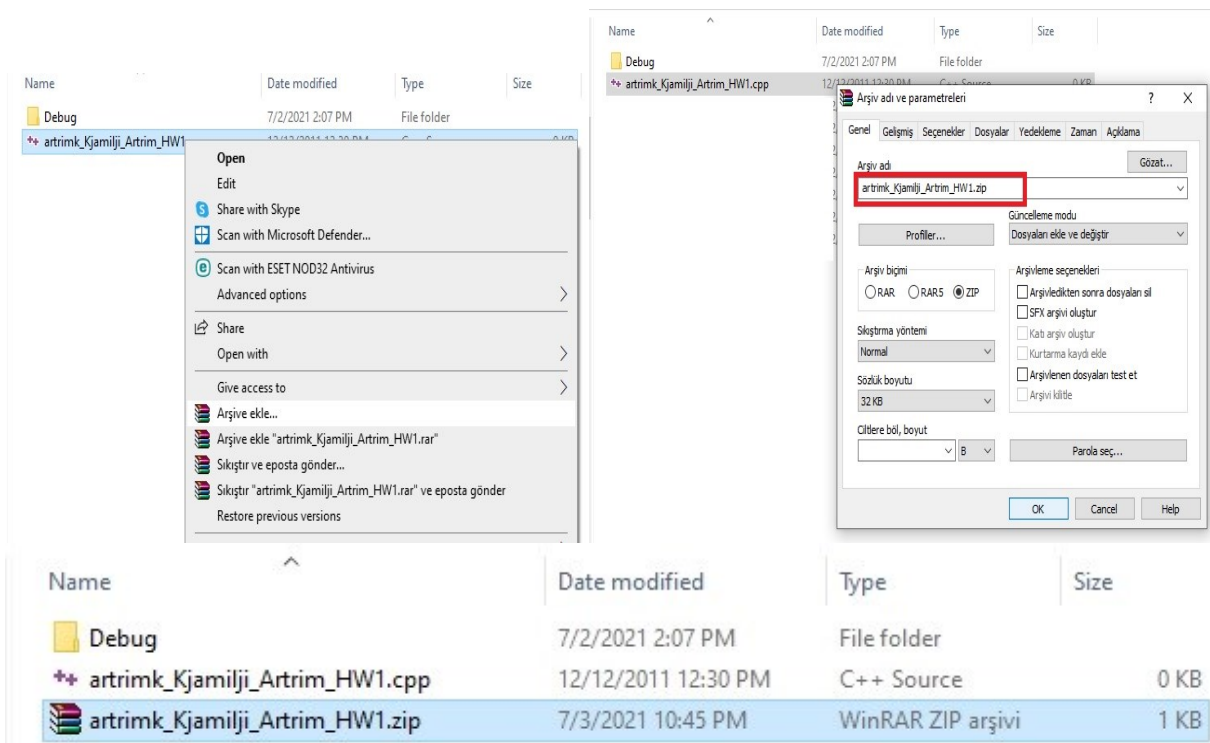 Name Date modified Type Size
Debug 7/2/2021 2:07 PM File folder
artrimk_Kjamilji_Artrim_HW1
Open
Edit
Share with Skype
Scan with Microsoft Defender...
Scan with ESET NOD32 Antivirus
Advanced options
Share
Open with
Give access to
Arşive ekle...
Arşive ekle "artrimk_Kjamilji_Artrim_HW1.rar"
Sıkıştır ve eposta gönder...
Sıkıştır "artrimk_Kjamilji_Artrim_HW1.rar" ve eposta gönder
Restore previous versions
Name Date modified Type Size
Debug 7/2/2021 2:07 PM File folder
artrimk_Kjamilji_Artrim_HW1.cpp 12/12/2011 12:30 PM C++ Source 0 KB
Arşiv adı ve parametreleri ? X
Genel Gelişmiş Seçenekler Dosyalar Yedekleme Zaman Açıklama
Arşiv adı Gözat...
artrimk_Kjamilji_Artrim_HW1.zip
Güncelleme modu
Profiller... Dosyaları ekle ve değiştir
Arşiv biçimi Arşivleme seçenekleri
RAR RAR5 ZIP Arşivledikten sonra dosyaları sil
SFX arşivi oluştur
Sıkıştırma yöntemi Katı arşiv oluştur
Normal Kurtarma kaydı ekle
Sözlük boyutu Arşivlenen dosyaları test et
32 KB Arşivi kilitle
Ciltlere böl, boyut
B Parola seç...
OK Cancel Help
Name Date modified Type Size
Debug 7/2/2021 2:07 PM File folder
artrimk_Kjamilji_Artrim_HW1.cpp 12/12/2011 12:30 PM C++ Source 0 KB
artrimk_Kjamilji_Artrim_HW1.zip 7/3/2021 10:45 PM WinRAR ZIP arşivi 1 KB